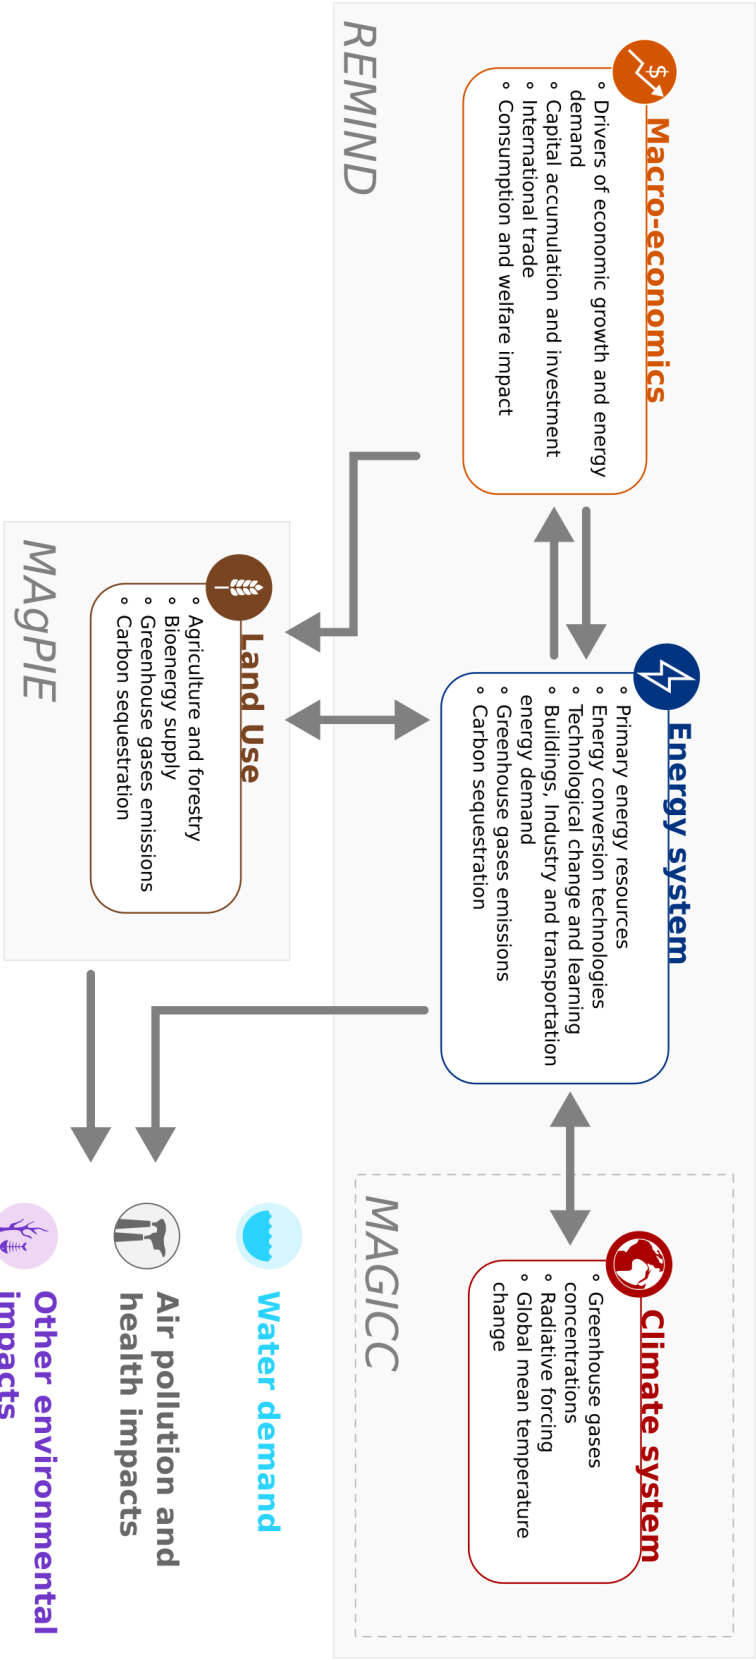 REMIND
Macro-economics
◦ Drivers of economic growth and energy
demand
◦ Capital accumulation and investment
◦ International trade
◦ Consumption and welfare impact
Energy system
◦ Primary energy resources
◦ Energy conversion technologies
◦ Technological change and learning
◦ Buildings, Industry and transportation
energy demand
◦ Greenhouse gases emissions
◦ Carbon sequestration
MAGICC
Climate system
◦ Greenhouse gases
concentrations
◦ Radiative forcing
◦ Global mean temperature
change
MAgPIE
Land Use
◦ Agriculture and forestry
◦ Bioenergy supply
◦ Greenhouse gases emissions
◦ Carbon sequestration
Water demand
Air pollution and
health impacts
Other environmental
impacts